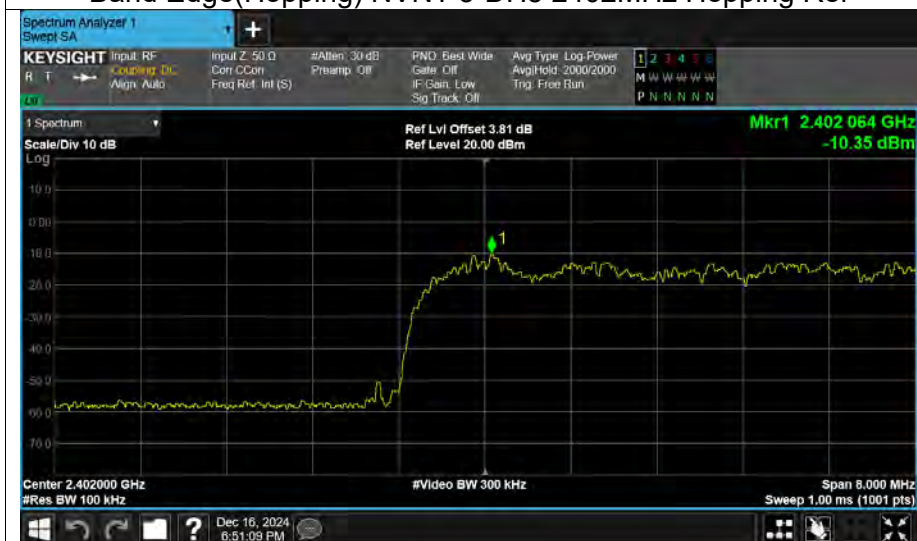 Band Edge(Hopping) NVNT 3-DH5 2402MHz Hopping Ref
Spectrum Analyzer 1
Swept SA
+
KEYSIGHT Input: RF Input Z: 50 Ω #Atten: 30 dB PNO: Best Wide Avg Type: Log-Power 1 2 3 4 5 6
R T Coupling: DC Corr CCorr Preamp: Off Gate: Off Avg|Hold: 2000/2000 M W W W W W
Align: Auto Freq Ref: Int (S) IF Gain: Low Trig: Free Run
Sig Track: Off P N N N N N
1 Spectrum Ref Lvl Offset 3.81 dB Mkr1 2.402 064 GHz
Scale/Div 10 dB Ref Level 20.00 dBm -10.35 dBm
Log
10.0
0.00
1
-10.0
-20.0
-30.0
-40.0
-50.0
-60.0
-70.0
Center 2.402000 GHz #Video BW 300 kHz Span 8.000 MHz
#Res BW 100 kHz Sweep 1.00 ms (1001 pts)
? Dec 16, 2024
6:51:09 PM